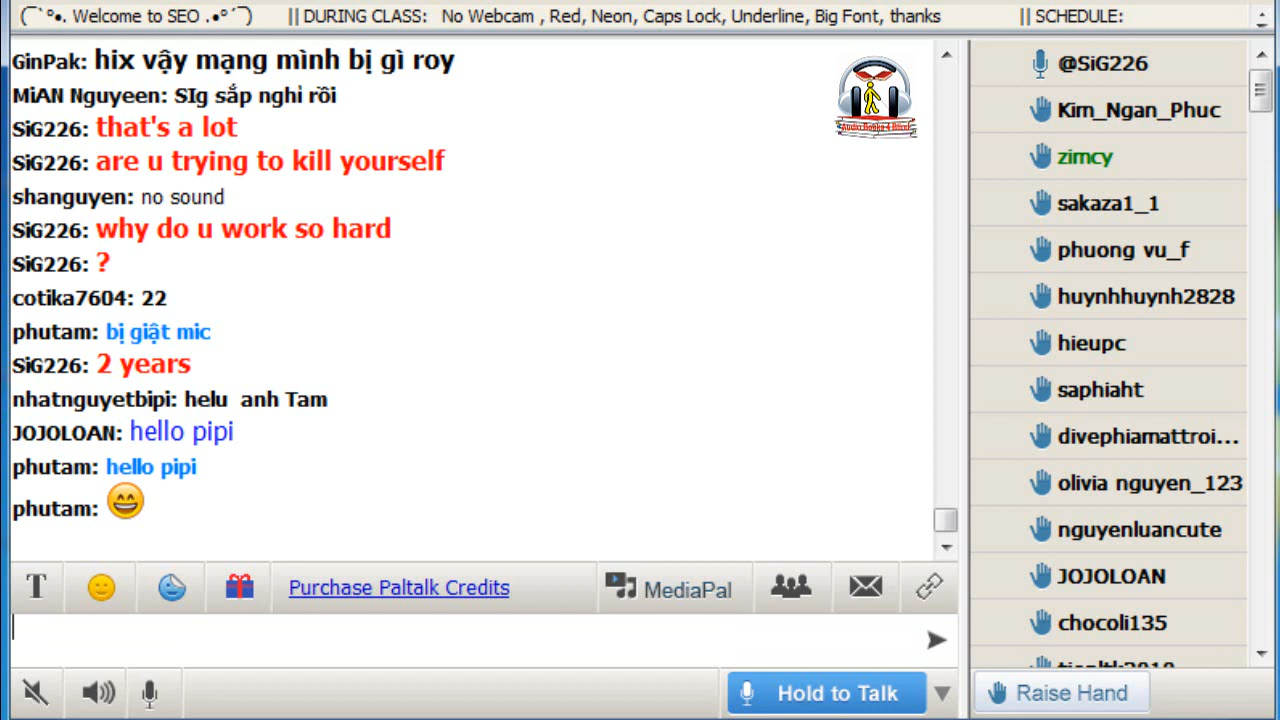 (¯`°•. Welcome to SEO .•°´¯) || DURING CLASS: No Webcam , Red, Neon, Caps Lock, Underline, Big Font, thanks || SCHEDULE:
GinPak: hix vậy mạng mình bị gì roy
MiAN Nguyeen: SIg sắp nghỉ rồi
SiG226: that's a lot
SiG226: are u trying to kill yourself
shanguyen: no sound
SiG226: why do u work so hard
SiG226: ?
cotika7604: 22
phutam: bị giật mic
SiG226: 2 years
nhatnguyetbipi: helu anh Tam
JOJOLOAN: hello pipi
phutam: hello pipi
phutam:
Audio Books 4 Blind
@SiG226
Kim_Ngan_Phuc
zimcy
sakaza1_1
phuong vu_f
huynhhuynh2828
hieupc
saphiaht
divephiamattroi...
olivia nguyen_123
nguyenluancute
JOJOLOAN
chocoli135
T Purchase Paltalk Credits MediaPal
Hold to Talk
Raise Hand